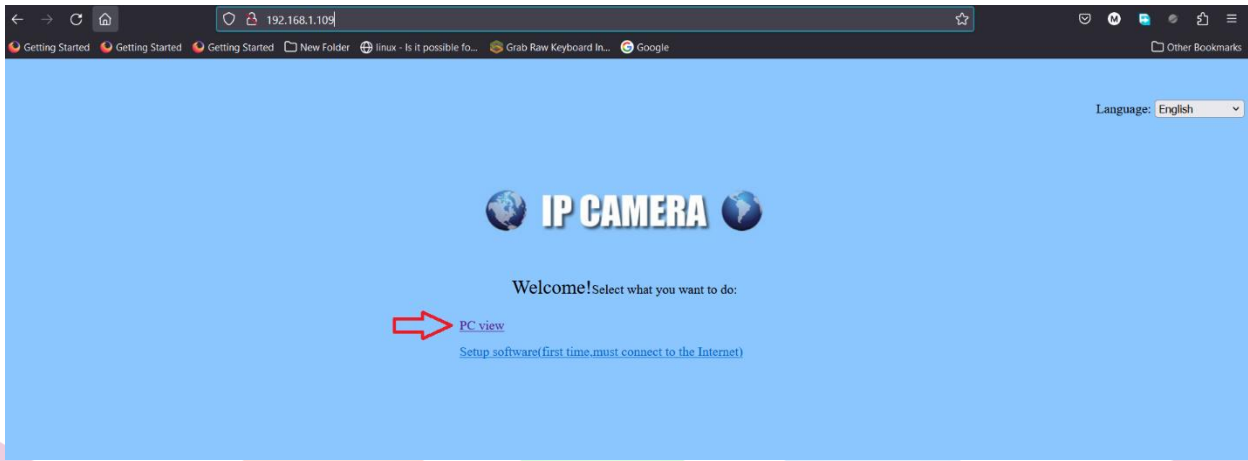 192.168.1.109
Getting Started Getting Started Getting Started New Folder linux - Is it possible fo... Grab Raw Keyboard In... Google Other Bookmarks
Language: English
IP CAMERA
Welcome!Select what you want to do:
PC view
Setup software(first time,must connect to the Internet)